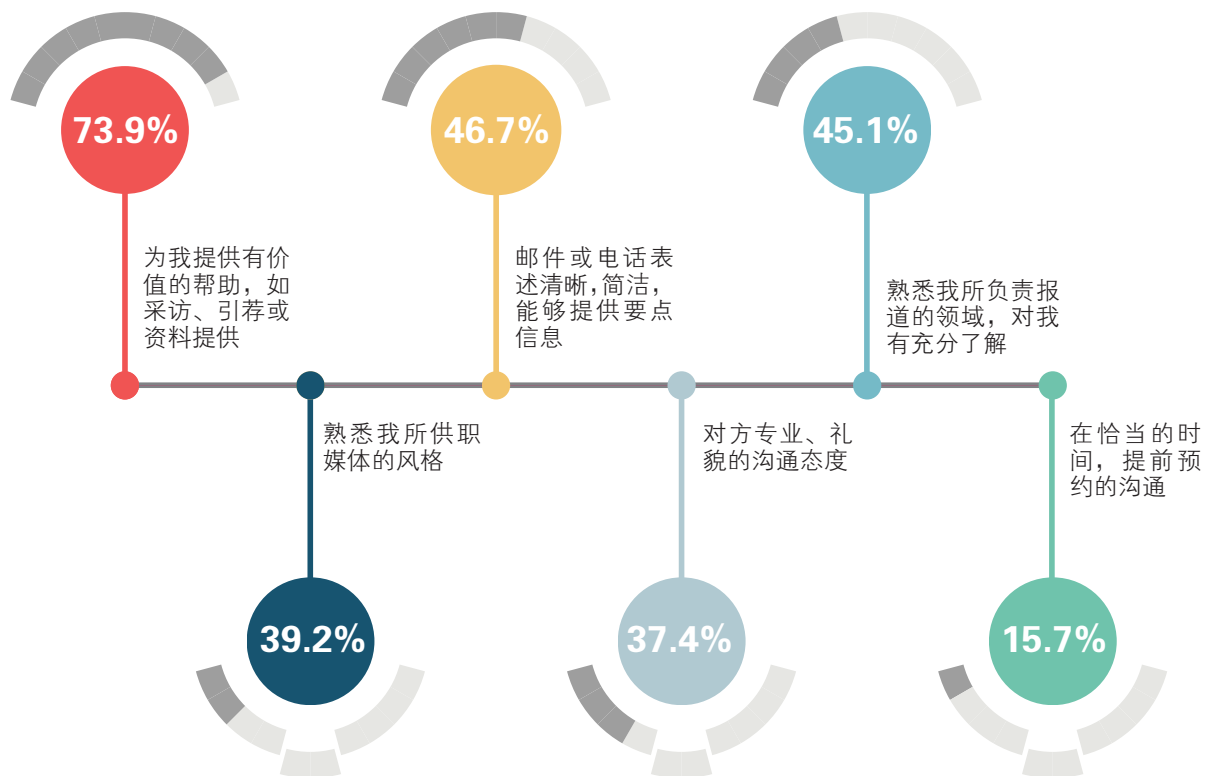 73.9%
46.7%
45.1%
为我提供有价
值的帮助，如
采访、引荐或
资料提供
邮件或电话表
述清晰，简洁，
能够提供要点
信息
熟悉我所负责报
道的领域，对我
有充分了解
熟悉我所供职
媒体的风格
对方专业、礼
貌的沟通态度
在恰当的时
间，提前预
约的沟通
39.2%
37.4%
15.7%